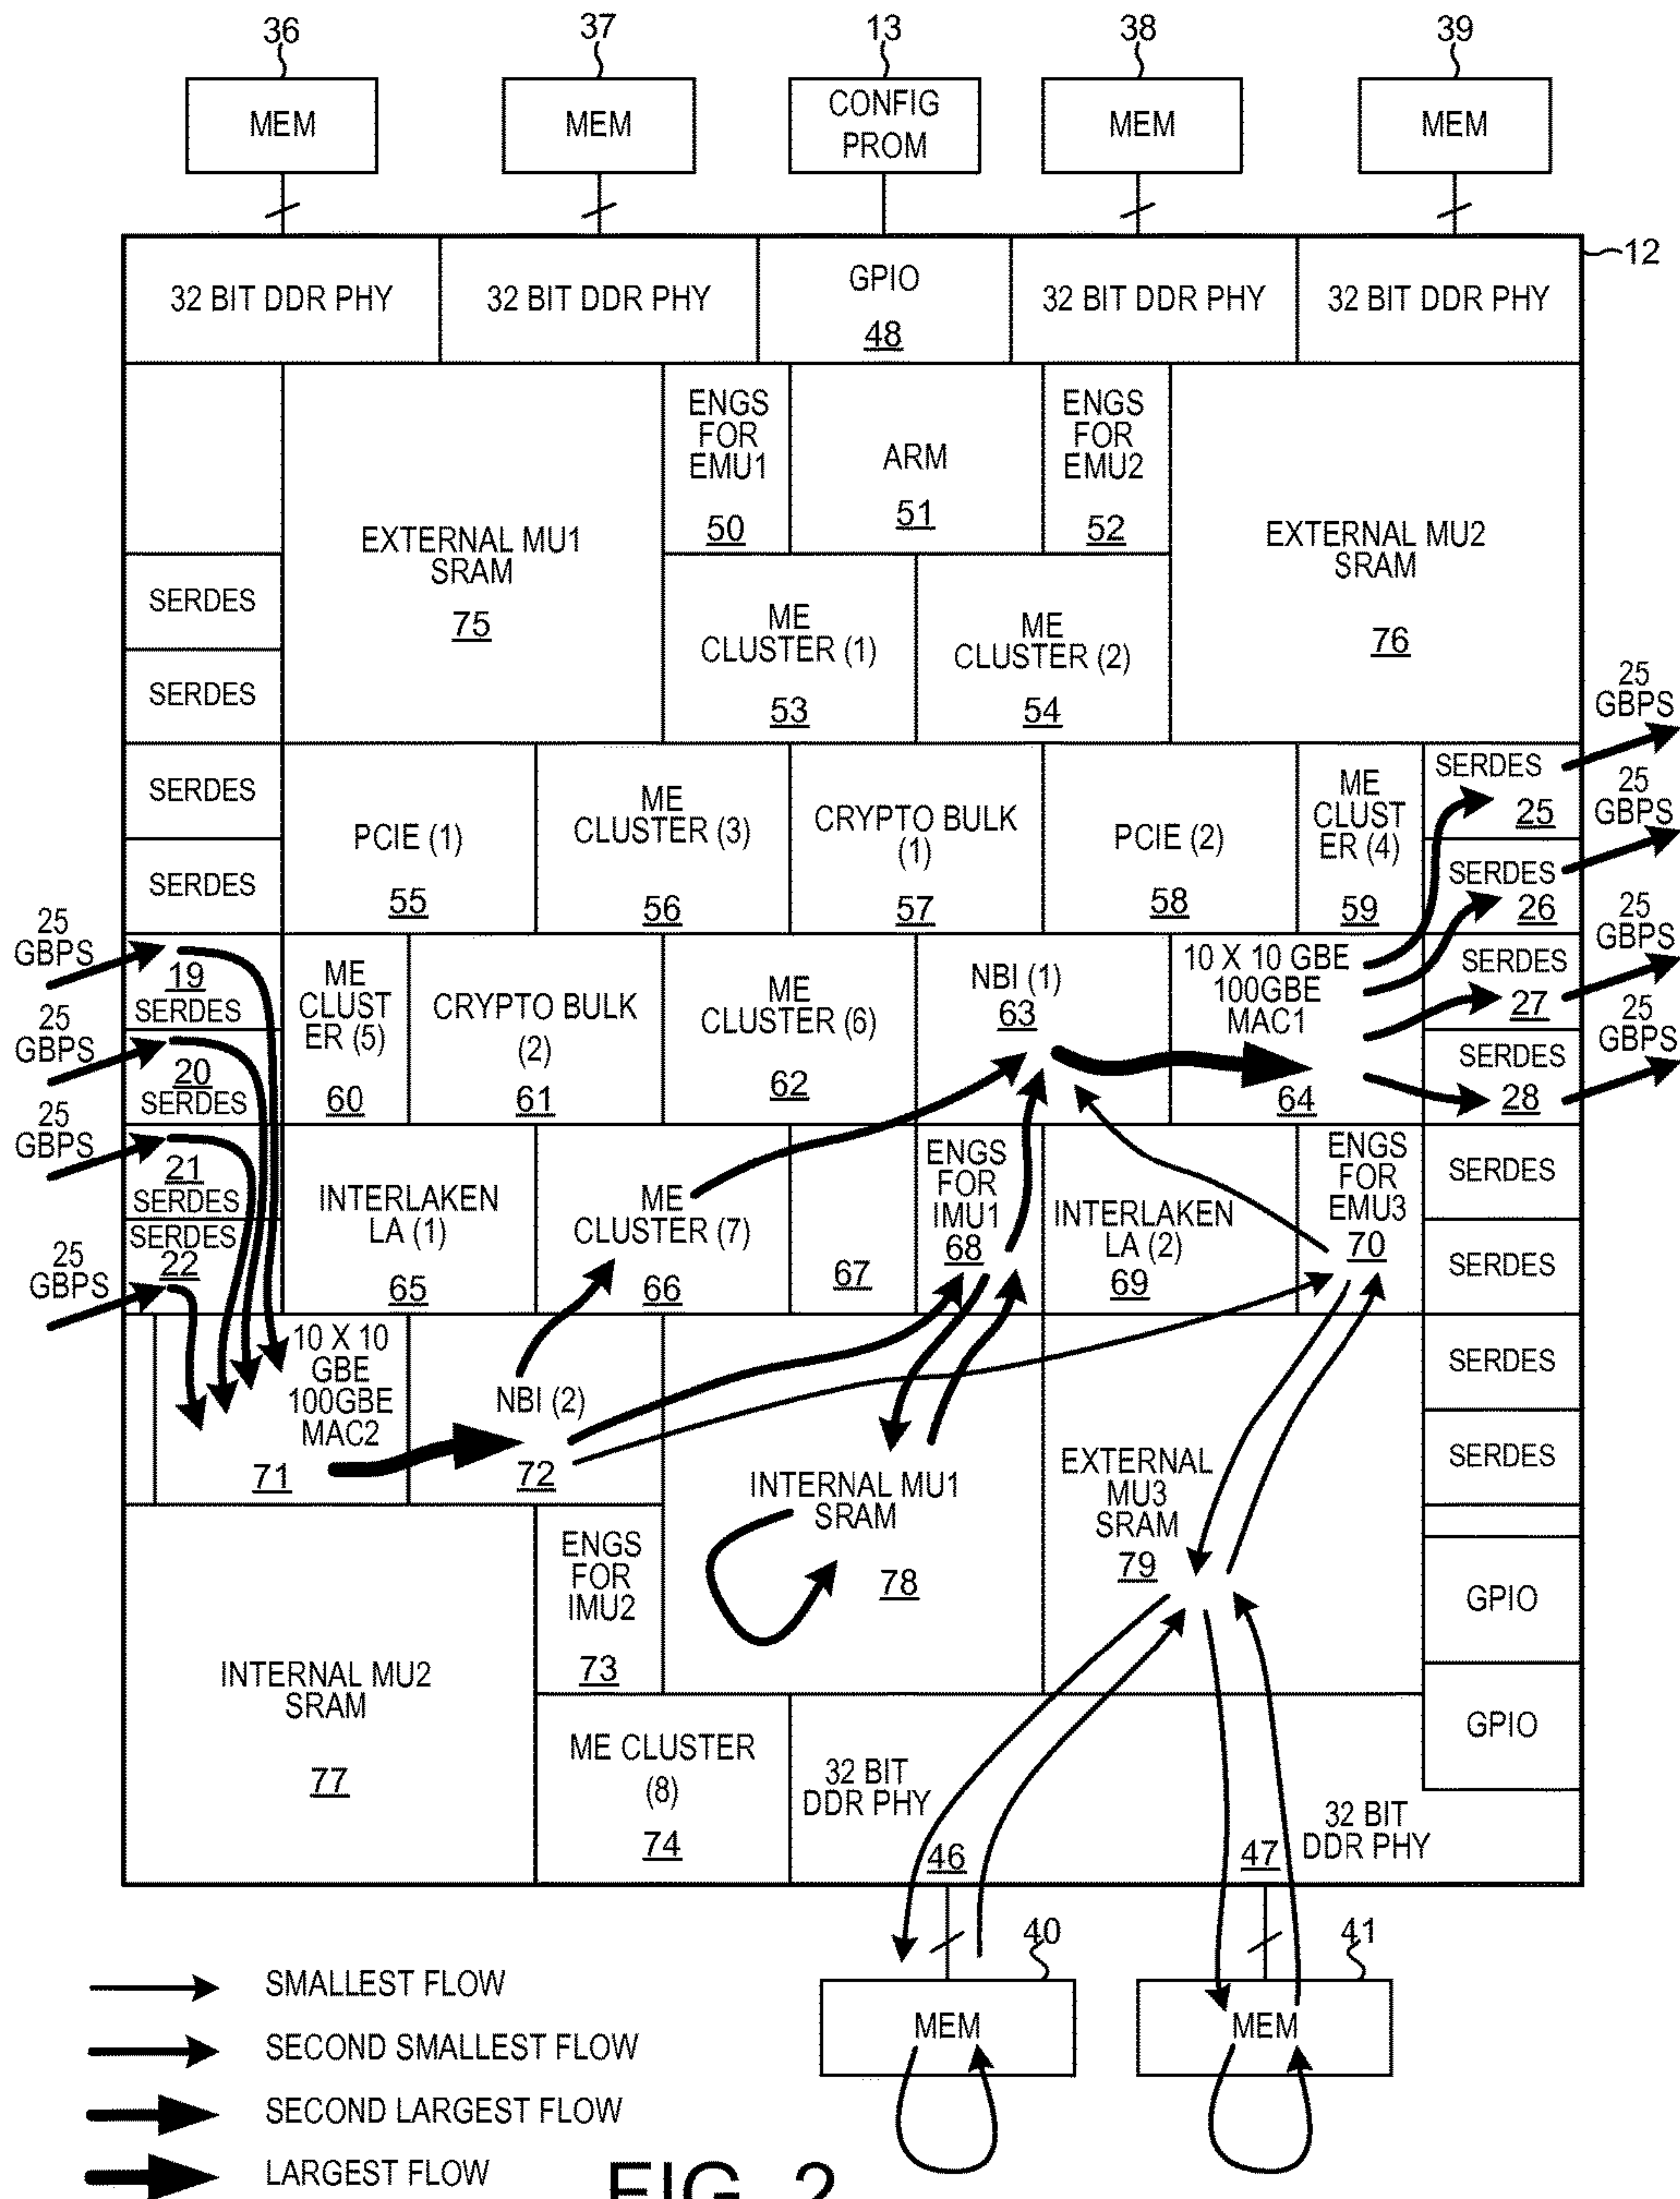 36
37
13
38
39
MEM
MEM
CONFIG
PROM
MEM
MEM
12
32 BIT DDR PHY
32 BIT DDR PHY
GPIO
48
32 BIT DDR PHY
32 BIT DDR PHY
EXTERNAL MU1
SRAM
75
ENGS
FOR
EMU1
50
ARM
51
ENGS
FOR
EMU2
52
EXTERNAL MU2
SRAM
76
SERDES
SERDES
ME
CLUSTER (1)
53
ME
CLUSTER (2)
54
SERDES
SERDES
PCIE (1)
55
ME
CLUSTER (3)
56
CRYPTO BULK
(1)
57
PCIE (2)
58
ME
CLUST
ER (4)
59
SERDES
25
SERDES
26
25
GBPS
25
GBPS
25
GBPS
25
GBPS
25
GBPS
25
GBPS
25
GBPS
25
GBPS
19
SERDES
20
SERDES
ME
CLUST
ER (5)
60
CRYPTO BULK
(2)
61
ME
CLUSTER (6)
62
NBI (1)
63
10 X 10 GBE
100GBE
MAC1
64
SERDES
27
SERDES
28
21
SERDES
SERDES
22
INTERLAKEN
LA (1)
65
ME
CLUSTER (7)
66
67
ENGS
FOR
IMU1
68
INTERLAKEN
LA (2)
69
ENGS
FOR
EMU3
70
SERDES
SERDES
10 X 10
GBE
100GBE
MAC2
71
NBI (2)
72
INTERNAL MU1
SRAM
78
EXTERNAL
MU3
SRAM
79
SERDES
SERDES
INTERNAL MU2
SRAM
77
ENGS
FOR
IMU2
73
GPIO
GPIO
ME CLUSTER
(8)
74
32 BIT
DDR PHY
46
47
32 BIT
DDR PHY
40
41
MEM
MEM
SMALLEST FLOW
SECOND SMALLEST FLOW
SECOND LARGEST FLOW
LARGEST FLOW
FIG. 2